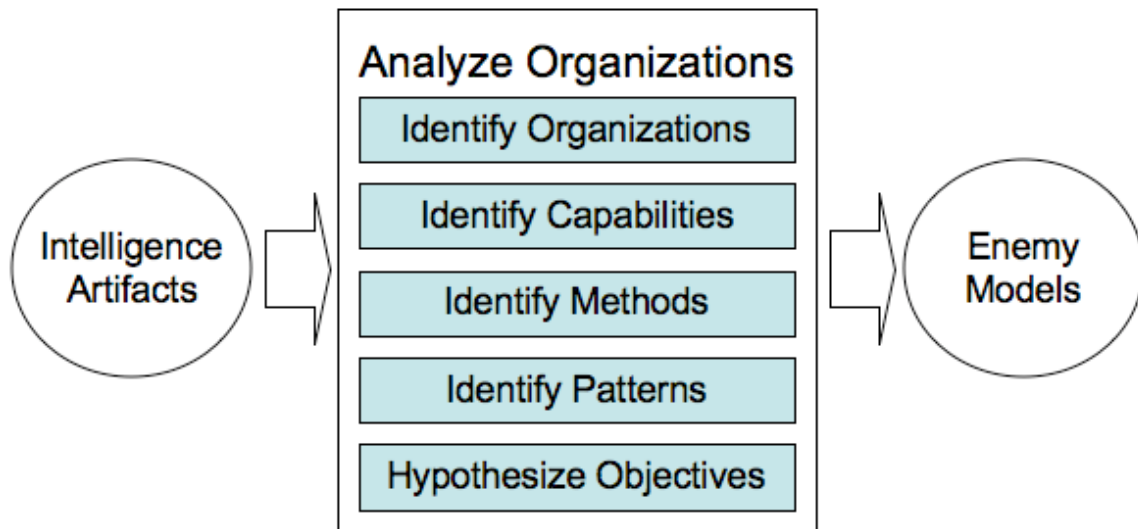 Analyze Organizations
Identify Organizations
Identify Capabilities
Intelligence
Artifacts
Identify Methods
Enemy
Models
Identify Patterns
Hypothesize Objectives